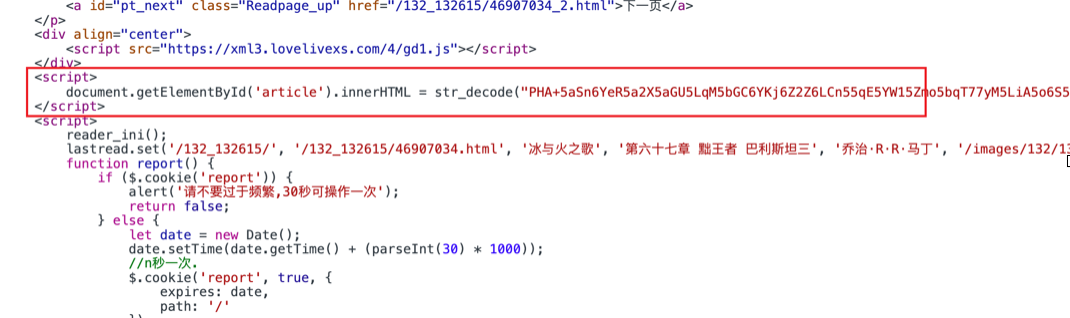 <a id="pt_next" class="Readpage_up" href="/132_132615/46907034_2.html">下一页</a>
</p>
<div align="center">
<script src="https://xml3.lovelivexs.com/4/gd1.js"></script>
</div>
<script>
document.getElementById('article').innerHTML = str_decode("PHA+5aSn6YeR5a2X5aGU5LqM5bGC6YKj6Z2Z6LCn55qE5YW15Zmo5bqT77yM5LiA5o6S5
</script>
<script>
reader_ini();
lastread.set('/132_132615/', '/132_132615/46907034.html', '冰与火之歌', '第六十七章 黜王者 巴利斯坦三', '乔治·R·R·马丁', '/images/132/13
function report() {
if ($.cookie('report')) {
alert('请不要过于频繁,30秒可操作一次');
return false;
} else {
let date = new Date();
date.setTime(date.getTime() + (parseInt(30) * 1000));
//n秒一次.
$.cookie('report', true, {
expires: date,
path: '/'